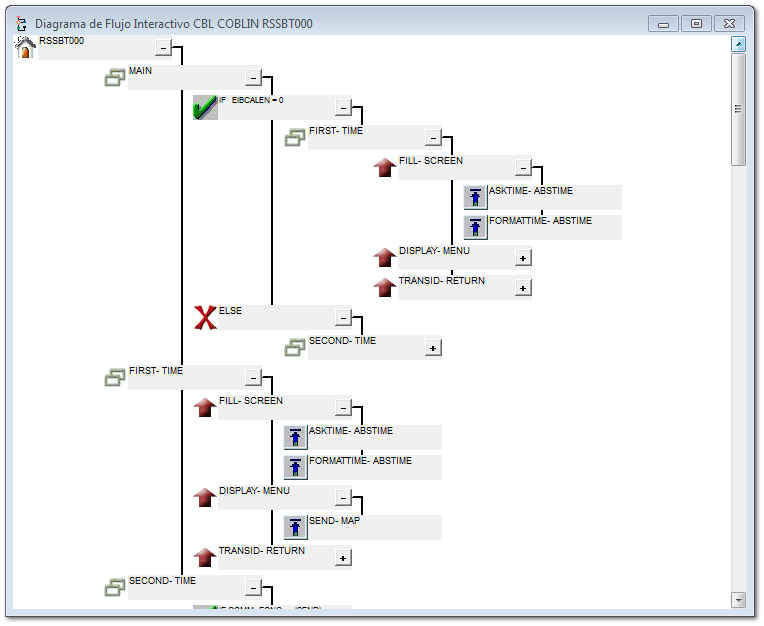 Diagrama de Flujo Interactivo CBL COBLIN RSSBT000
RSSBT000
MAIN
IF EIBCALEN = 0
FIRST- TIME
FILL- SCREEN
ASKTIME- ABSTIME
FORMATTIME- ABSTIME
DISPLAY- MENU
TRANSID- RETURN
ELSE
SECOND- TIME
FIRST- TIME
FILL- SCREEN
ASKTIME- ABSTIME
FORMATTIME- ABSTIME
DISPLAY- MENU
SEND- MAP
TRANSID- RETURN
SECOND- TIME